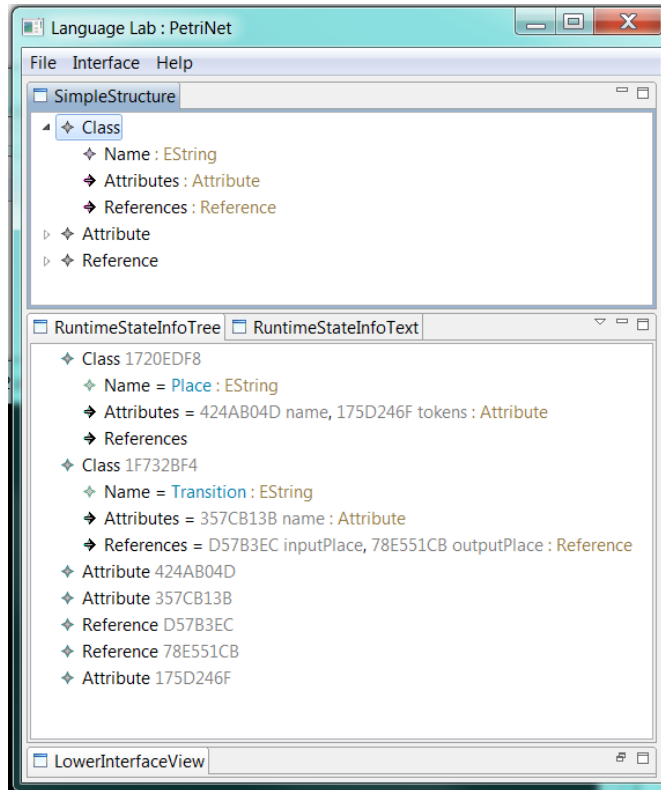 Language Lab : PetriNet
File Interface Help
SimpleStructure
Class
Name : EString
Attributes : Attribute
References : Reference
Attribute
Reference
RuntimeStateInfoTree RuntimeStateInfoText
Class 1720EDF8
Name = Place : EString
Attributes = 424AB04D name, 175D246F tokens : Attribute
References
Class 1F732BF4
Name = Transition : EString
Attributes = 357CB13B name : Attribute
References = D57B3EC inputPlace, 78E551CB outputPlace : Reference
Attribute 424AB04D
Attribute 357CB13B
Reference D57B3EC
Reference 78E551CB
Attribute 175D246F
LowerInterfaceView